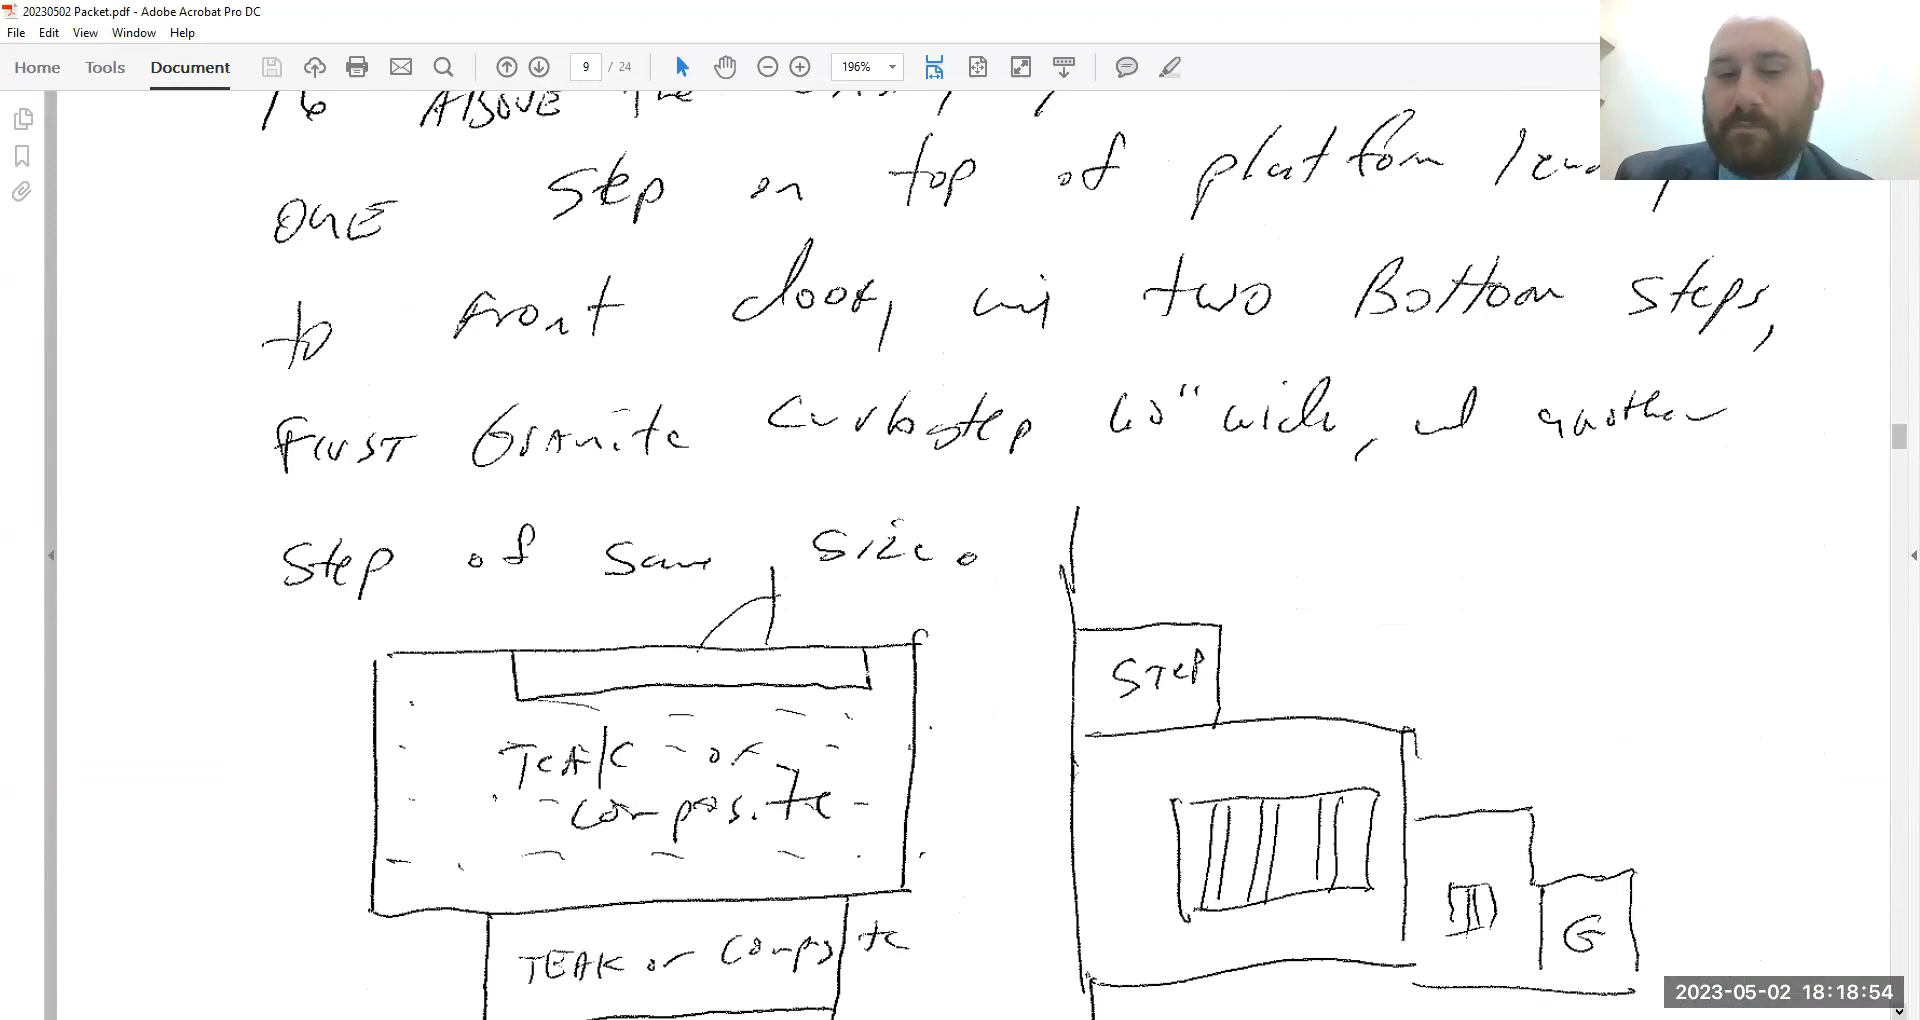 20230502 Packet.pdf - Adobe Acrobat Pro DC
File Edit View Window Help
Home Tools Document 9 / 24 196%
ABOVE the
ONE step on top of platform
to Front door, two Bottom steps,
FIRST Granite Curbstep 60" wide, and another
Step of same size.
STEP
TEAK or
composite
G
TEAK or Composite
2023-05-02 18:18:54